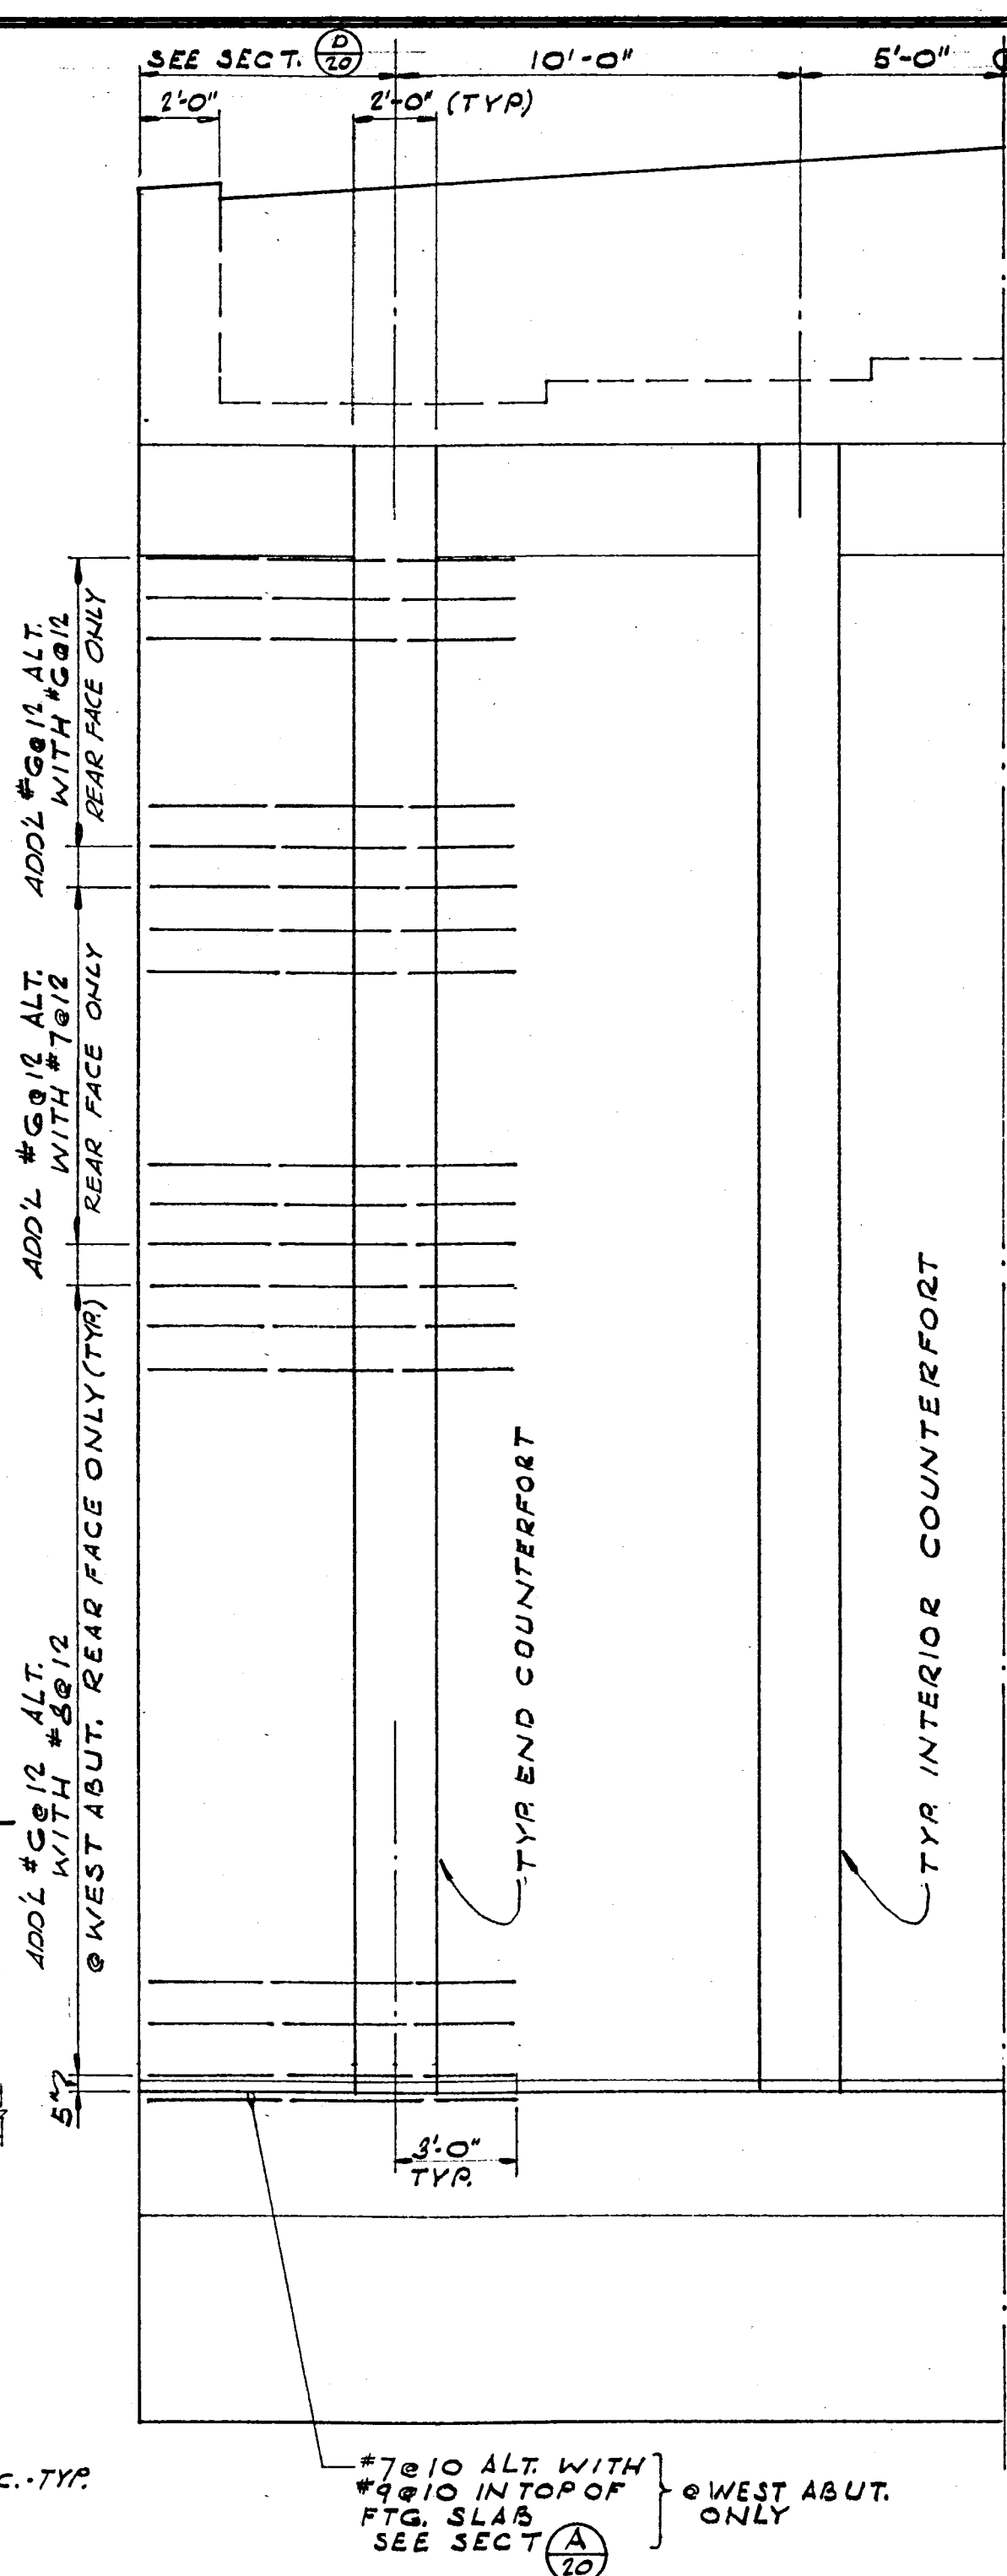 SEE SECT. D/20
10'-0"
5'-0"
2'-0"
2'-0" (TYP.)
ADD'L #6@12 ALT.
WITH #6@12
REAR FACE ONLY
ADD'L #6@12 ALT.
WITH #7@12
REAR FACE ONLY
ADD'L #6@12 ALT.
WITH #8@12
@ WEST ABUT. REAR FACE ONLY (TYP.)
TYP. END COUNTERFORT
TYP. INTERIOR COUNTERFORT
5"
3'-0"
TYP.
C.-TYP.
#7@10 ALT. WITH
#9@10 IN TOP OF
FTG. SLAB
SEE SECT A/20
@ WEST ABUT.
ONLY